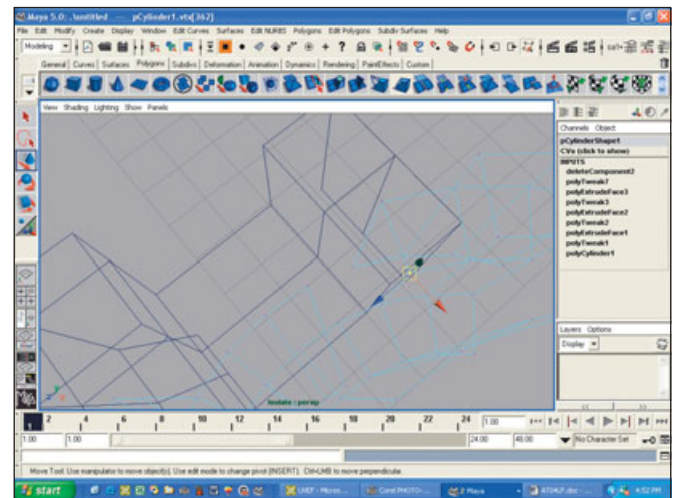 Maya 5.0: .\untitled --- pCylinder1.vtx[362]
File Edit Modify Create Display Window Edit Curves Surfaces Edit NURBS Polygons Edit Polygons Subdiv Surfaces Help
Modeling
General Curves Surfaces Polygons Subdivs Deformation Animation Dynamics Rendering PaintEffects Custom
View Shading Lighting Show Panels
Channels Object
pCylinderShape1
CVs (click to show)
INPUTS
deleteComponent2
polyTweak7
polyExtrudeFace3
polyTweak3
polyExtrudeFace2
polyTweak2
polyExtrudeFace1
polyTweak1
polyCylinder1
Layers Options
Display
Isolate : persp
2 4 6 8 10 12 14 16 18 20 22 24 1.00
1
1.00 1.00 24.00 48.00 No Character Set
Move Tool: Use manipulator to move object(s). Use edit mode to change pivot (INSERT). Ctrl+LMB to move perpendicular.
start Corel PHOTO-... 2 Maya 4:52 PM